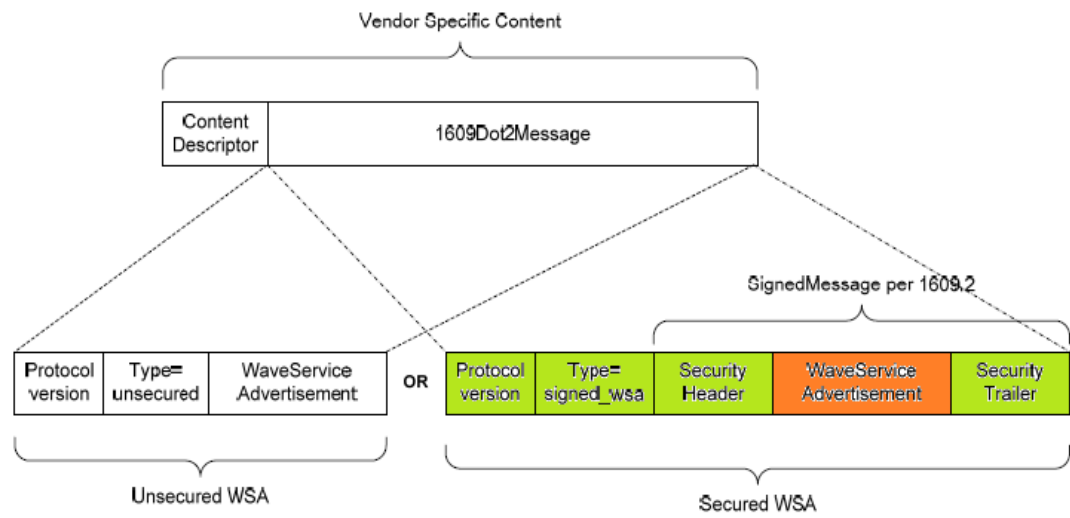 Vendor Specific Content
Content
Descriptor
1609Dot2Message
SignedMessage per 1609.2
Protocol
version
Type=
unsecured
WaveService
Advertisement
OR
Protocol
version
Type=
signed_wsa
Security
Header
WaveService
Advertisement
Security
Trailer
Unsecured WSA
Secured WSA